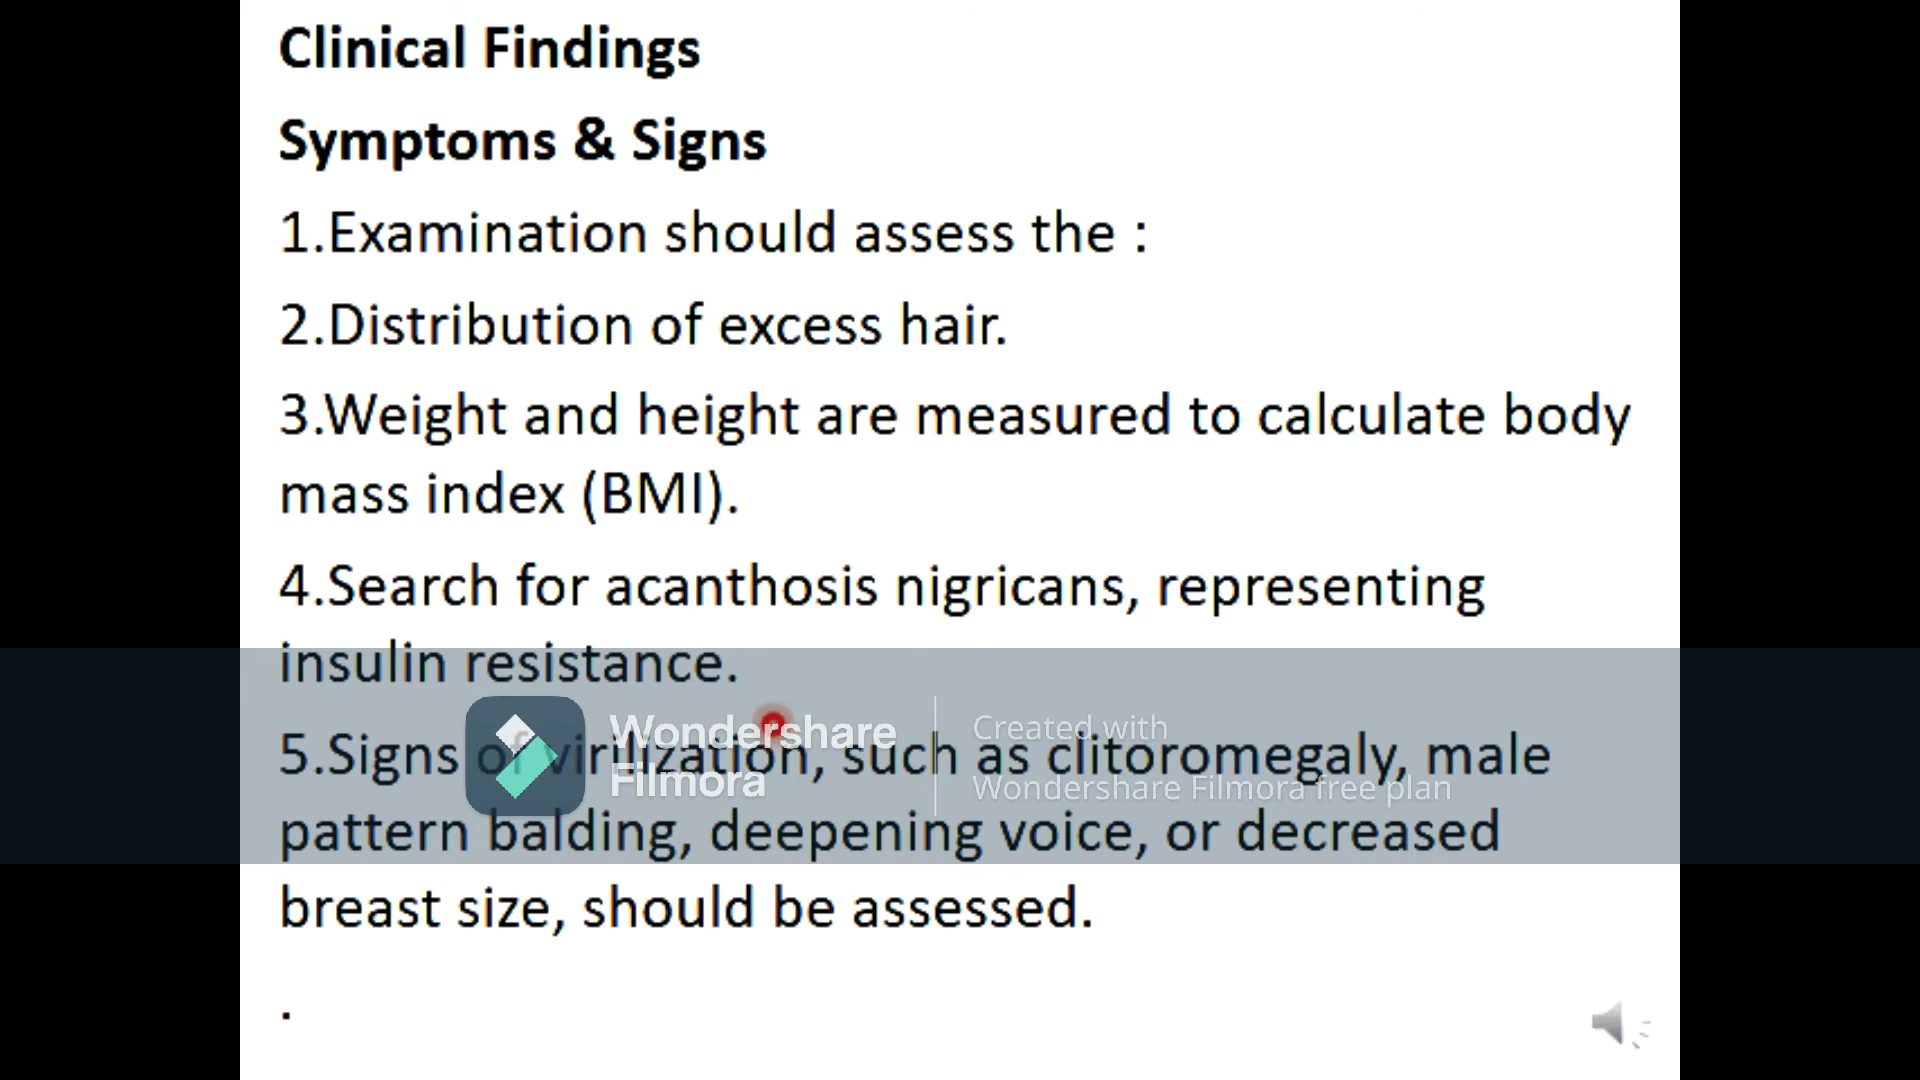 Clinical Findings
Symptoms & Signs
1.Examination should assess the :
2.Distribution of excess hair.
3.Weight and height are measured to calculate body
mass index (BMI).
4.Search for acanthosis nigricans, representing
insulin resistance.
5.Signs of virilization, such as clitoromegaly, male
pattern balding, deepening voice, or decreased
breast size, should be assessed.
.
Wondershare
Filmora
Created with
Wondershare Filmora free plan